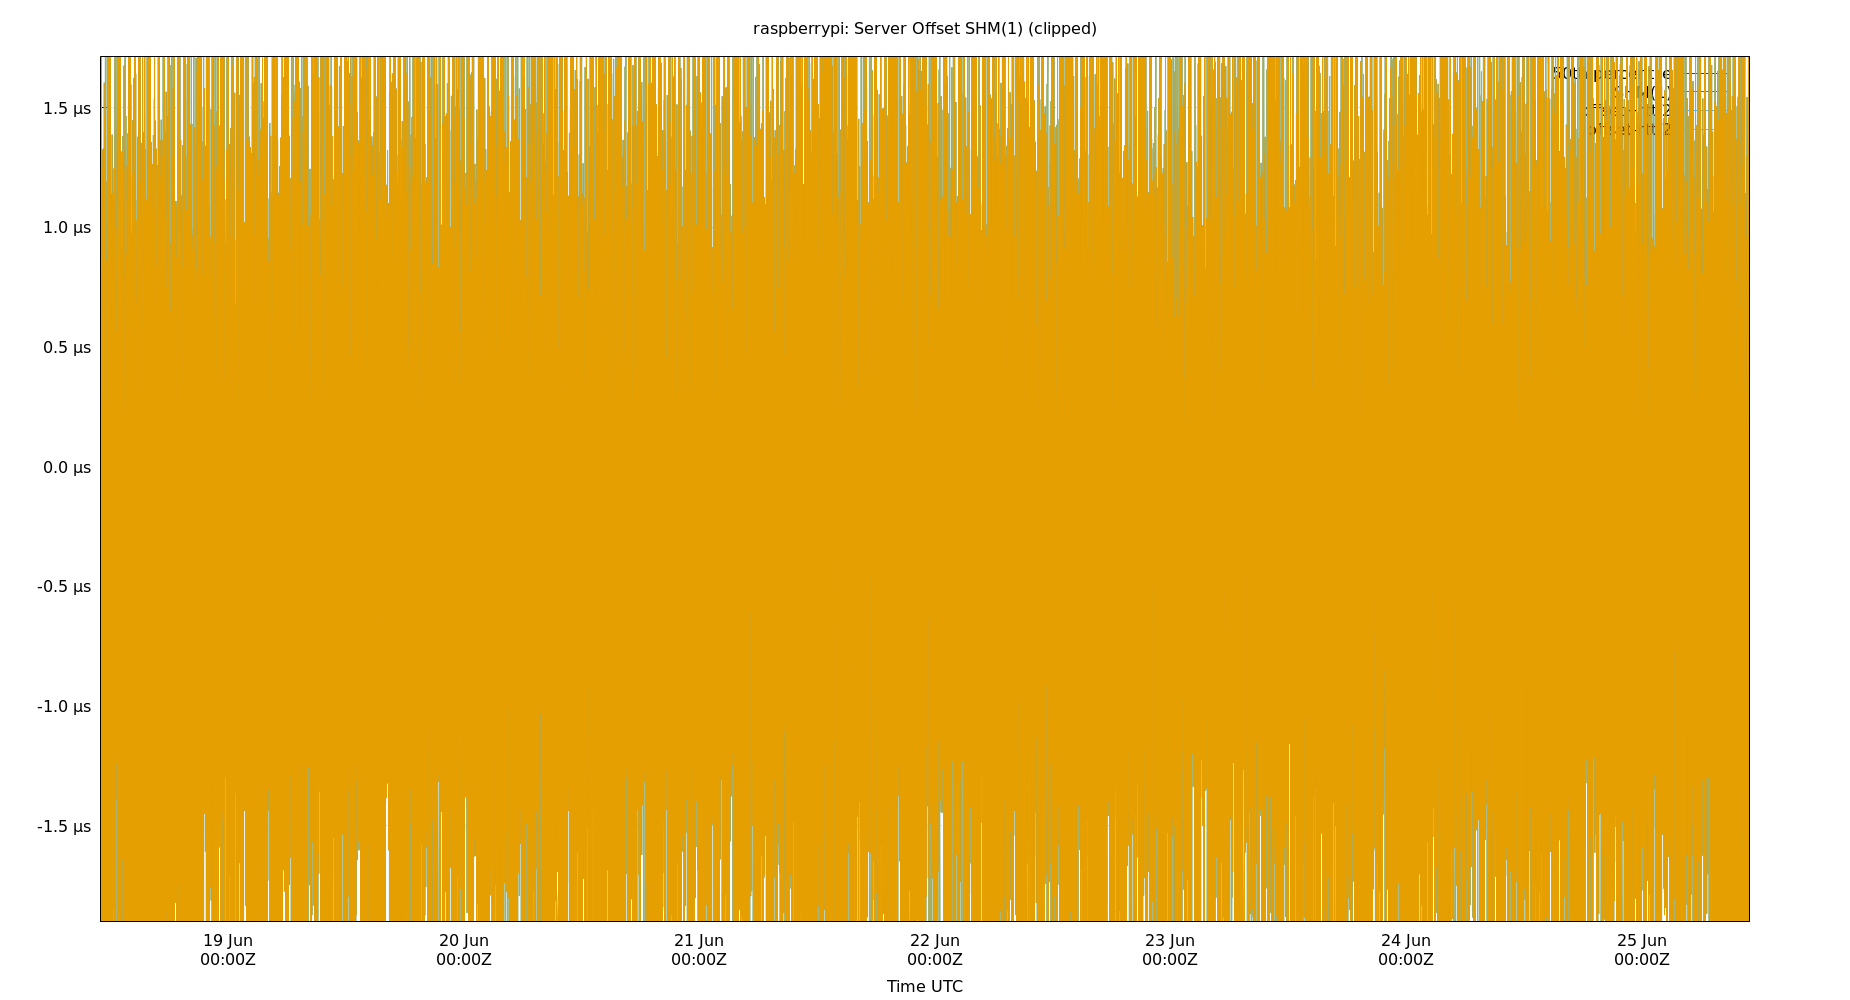 raspberrypi: Server Offset SHM(1) (clipped)
1.5 µs
1.0 µs
0.5 µs
0.0 µs
-0.5 µs
-1.0 µs
-1.5 µs
19 Jun
00:00Z
20 Jun
00:00Z
21 Jun
00:00Z
22 Jun
00:00Z
23 Jun
00:00Z
24 Jun
00:00Z
25 Jun
00:00Z
Time UTC